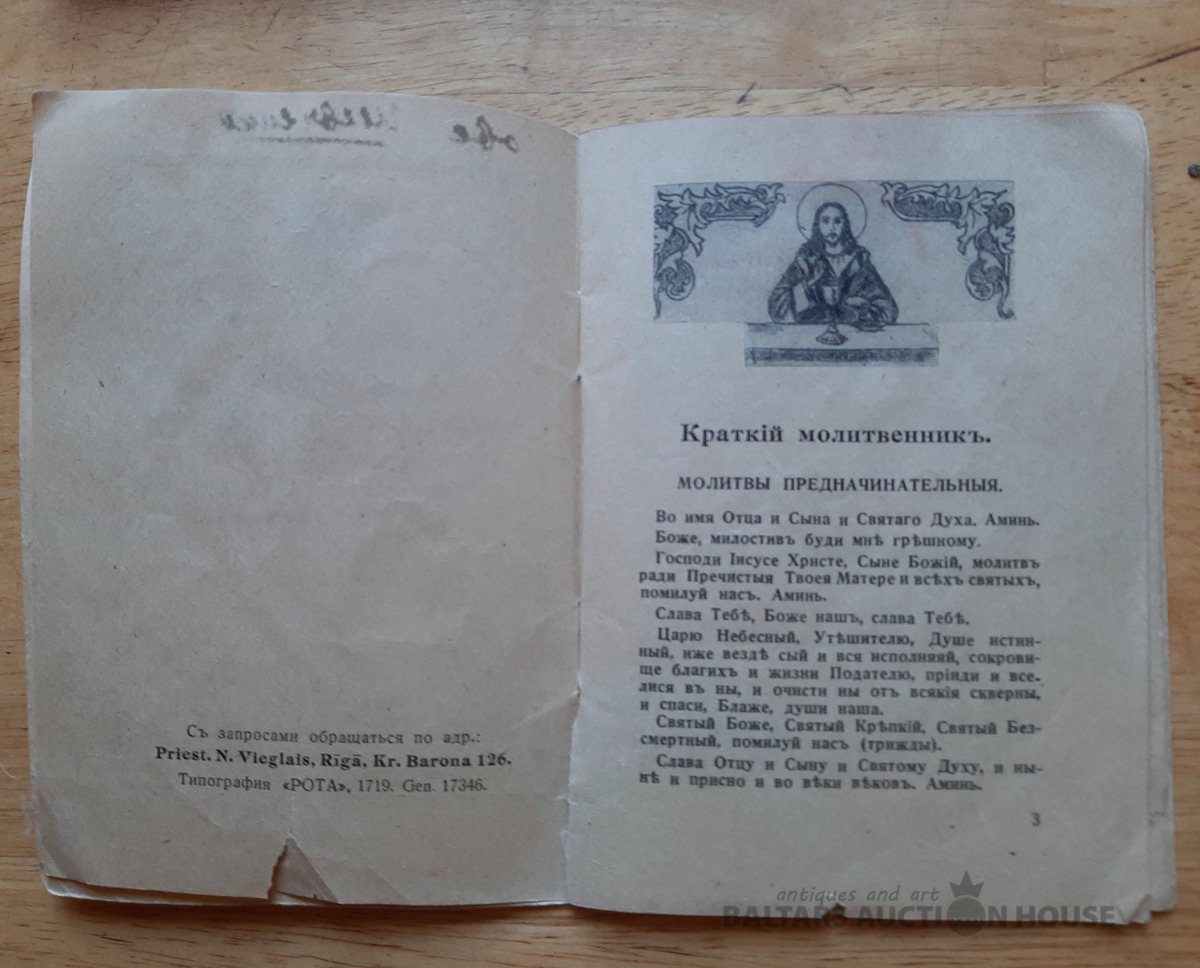 Съ запросами обращаться по адр.:
Priest. N. Vieglais, Rīgā, Kr. Barona 126.
Типография «РОТА», 1719. Gen. 17346.
Краткій молитвенникъ.
МОЛИТВЫ ПРЕДНАЧИНАТЕЛЬНЫЯ.
Во имя Отца и Сына и Святаго Духа. Аминь.
Боже, милостивъ буди мнѣ грѣшному.
Господи Іисусе Христе, Сыне Божій, молитвъ
ради Пречистыя Твоея Матере и всѣхъ святыхъ,
помилуй насъ. Аминь.
Слава Тебѣ, Боже нашъ, слава Тебѣ.
Царю Небесный, Утѣшителю, Душе истин-
ный, иже вездѣ сый и вся исполняяй, сокрови-
ще благихъ и жизни Подателю, пріиди и все-
лися въ ны, и очисти ны отъ всякія скверны,
и спаси, Блаже, души наша.
Святый Боже, Святый Крѣпкій, Святый Без-
смертный, помилуй насъ (трижды).
Слава Отцу и Сыну и Святому Духу, и ны-
нѣ и присно и во вѣки вѣковъ. Аминь.
3
antiques and art
BALTARS AUCTION HOUSE